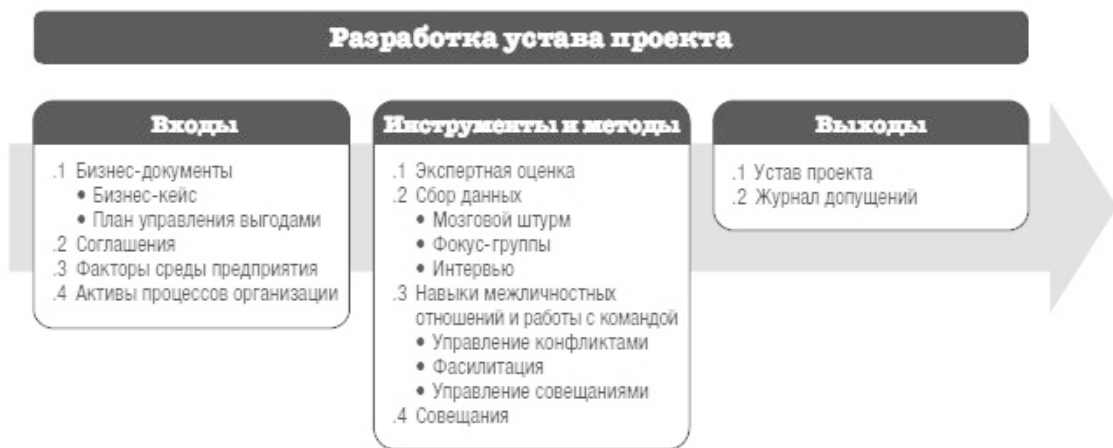 Разработка устава проекта
Входы
.1 Бизнес-документы
• Бизнес-кейс
• План управления выгодами
.2 Соглашения
.3 Факторы среды предприятия
.4 Активы процессов организации
Инструменты и методы
.1 Экспертная оценка
.2 Сбор данных
• Мозговой штурм
• Фокус-группы
• Интервью
.3 Навыки межличностных
отношений и работы с командой
• Управление конфликтами
• Фасилитация
• Управление совещаниями
.4 Совещания
Выходы
.1 Устав проекта
.2 Журнал допущений